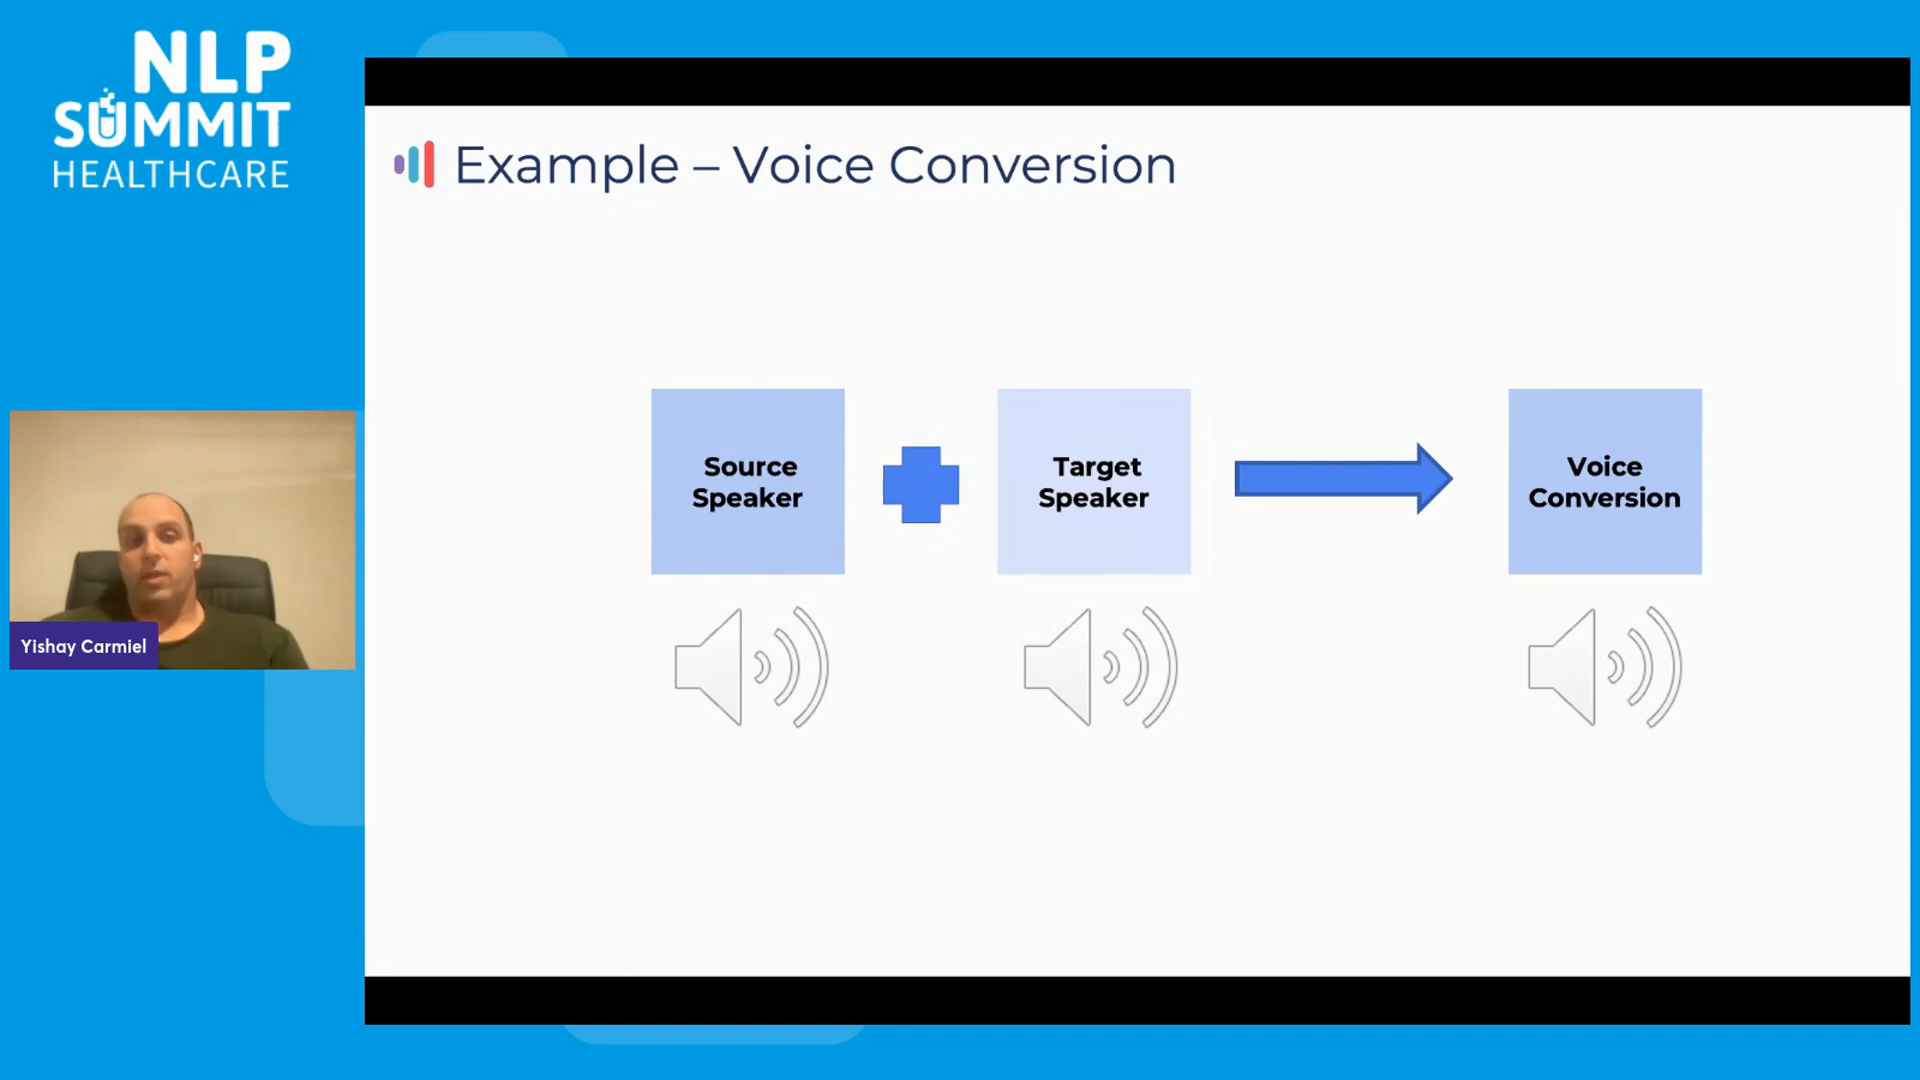 NLP
SUMMIT
HEALTHCARE
Example – Voice Conversion
Source
Speaker
Target
Speaker
Voice
Conversion
Yishay Carmiel